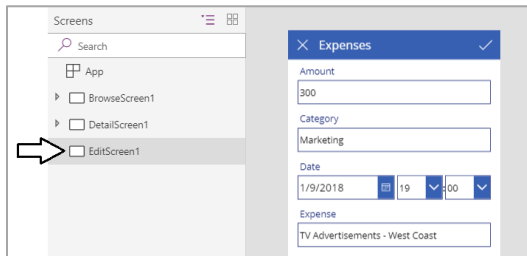 Screens
Search
App
BrowseScreen1
DetailScreen1
EditScreen1
Expenses
Amount
300
Category
Marketing
Date
1/9/2018 19 : 00
Expense
TV Advertisements - West Coast